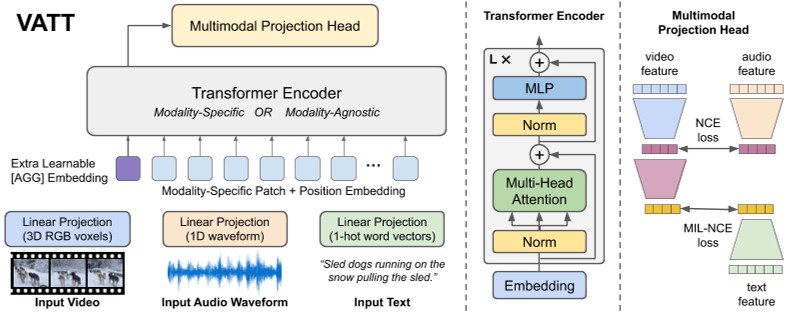 VATT
Multimodal Projection Head
Transformer Encoder
Modality-Specific OR Modality-Agnostic
Extra Learnable
[AGG] Embedding
...
Modality-Specific Patch + Position Embedding
Linear Projection
(3D RGB voxels)
Linear Projection
(1D waveform)
Linear Projection
(1-hot word vectors)
"Sled dogs running on the
snow pulling the sled."
Input Video
Input Audio Waveform
Input Text
Transformer Encoder
L ×
+
MLP
Norm
+
Multi-Head
Attention
Norm
Embedding
Multimodal
Projection Head
video
feature
audio
feature
NCE
loss
MIL-NCE
loss
text
feature